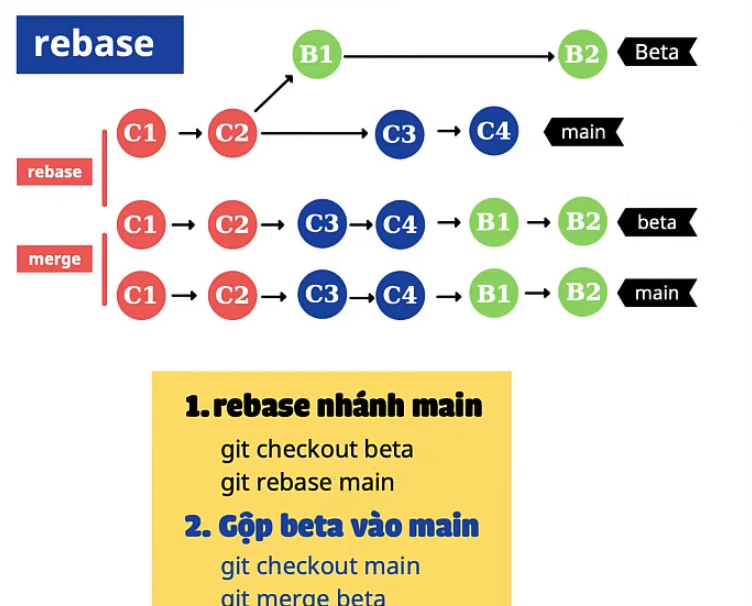 rebase
B1 B2 Beta
C1 C2 C3 C4 main
rebase
C1 C2 C3 C4 B1 B2 beta
merge
C1 C2 C3 C4 B1 B2 main
1. rebase nhánh main
git checkout beta
git rebase main
2. Gộp beta vào main
git checkout main
git merge beta